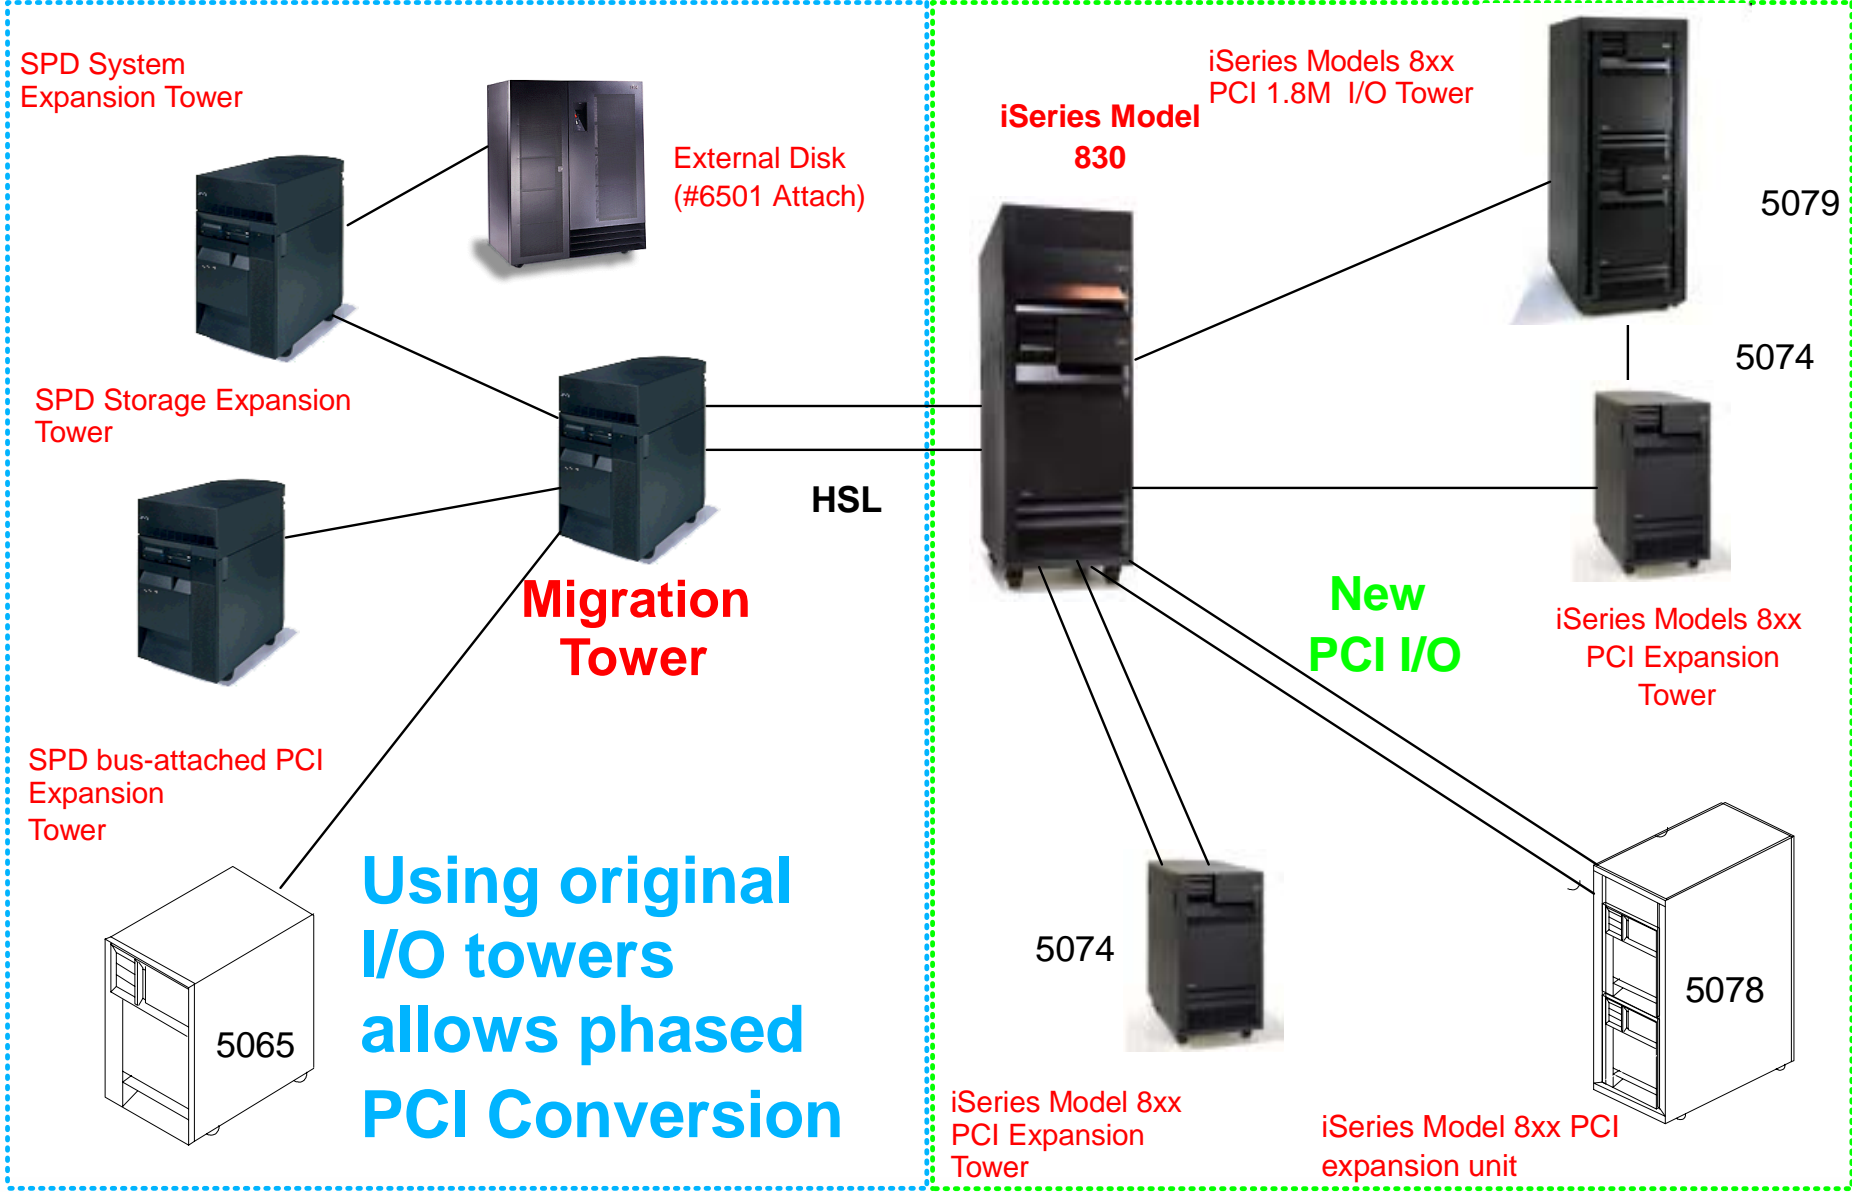 SPD System
Expansion Tower
External Disk
(#6501 Attach)
SPD Storage Expansion
Tower
HSL
Migration
Tower
SPD bus-attached PCI
Expansion
Tower
5065
Using original
I/O towers
allows phased
PCI Conversion
iSeries Model
830
iSeries Models 8xx
PCI 1.8M I/O Tower
5079
5074
New
PCI I/O
iSeries Models 8xx
PCI Expansion
Tower
5074
iSeries Model 8xx
PCI Expansion
Tower
5078
iSeries Model 8xx PCI
expansion unit